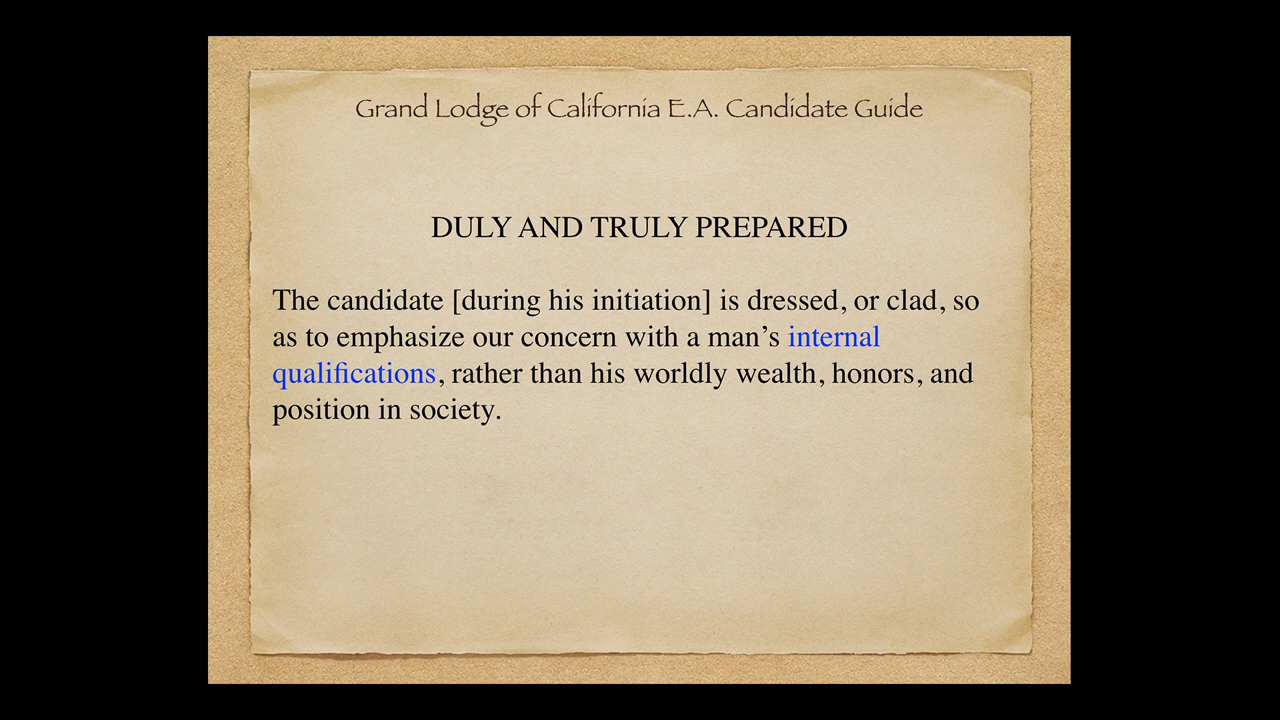 Grand Lodge of California E.A. Candidate Guide
DULY AND TRULY PREPARED
The candidate [during his initiation] is dressed, or clad, so
as to emphasize our concern with a man’s internal
qualifications, rather than his worldly wealth, honors, and
position in society.